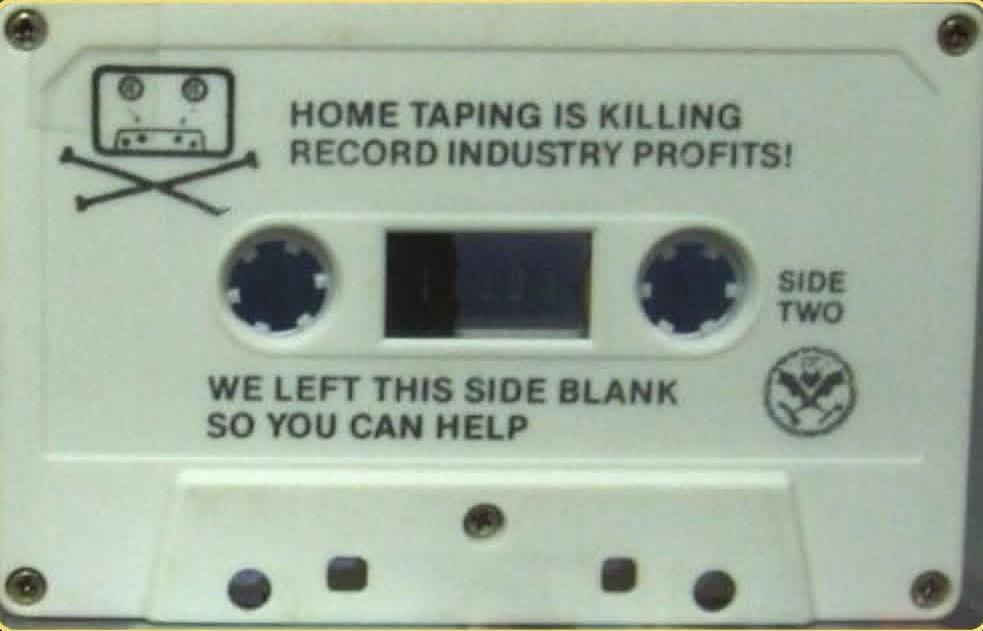 HOME TAPING IS KILLING
RECORD INDUSTRY PROFITS!
SIDE
TWO
WE LEFT THIS SIDE BLANK
SO YOU CAN HELP